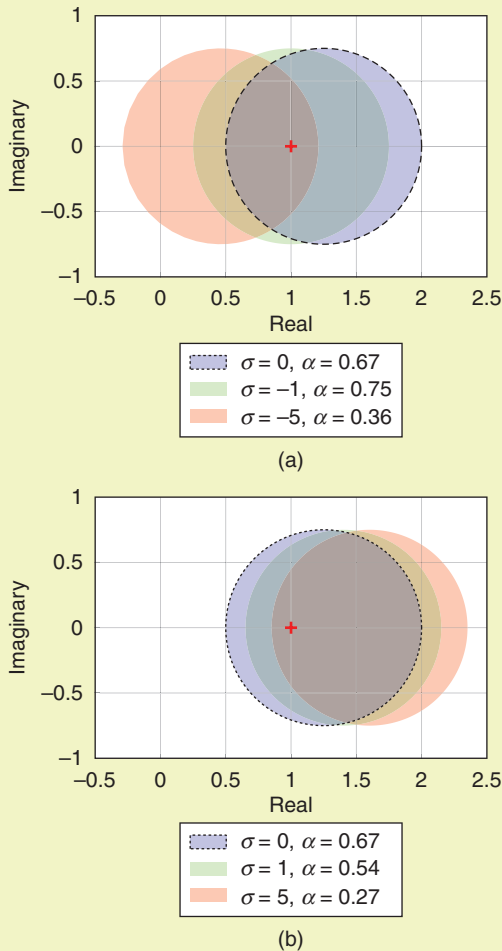 1
0.5
0
−0.5
−1
Imaginary
−0.5 0 0.5 1 1.5 2 2.5
Real
σ = 0, α = 0.67
σ = −1, α = 0.75
σ = −5, α = 0.36
(a)
1
0.5
0
−0.5
−1
Imaginary
−0.5 0 0.5 1 1.5 2 2.5
Real
σ = 0, α = 0.67
σ = 1, α = 0.54
σ = 5, α = 0.27
(b)